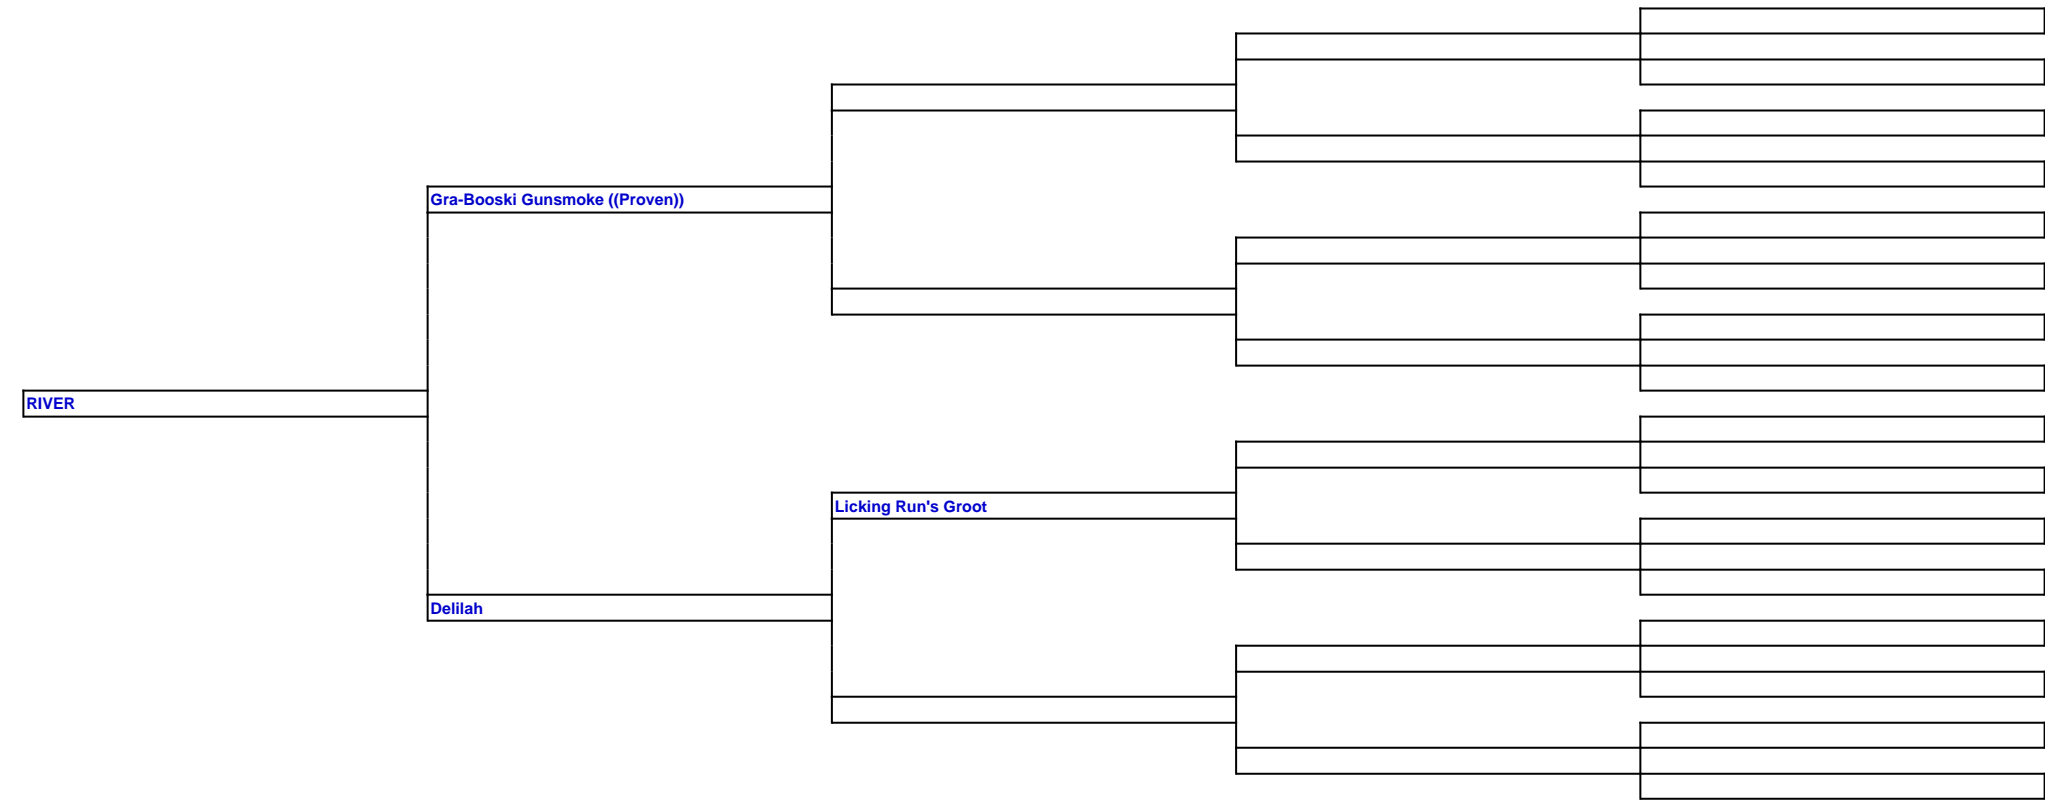 Gra-Booski Gunsmoke ((Proven))
RIVER
Licking Run's Groot
Delilah